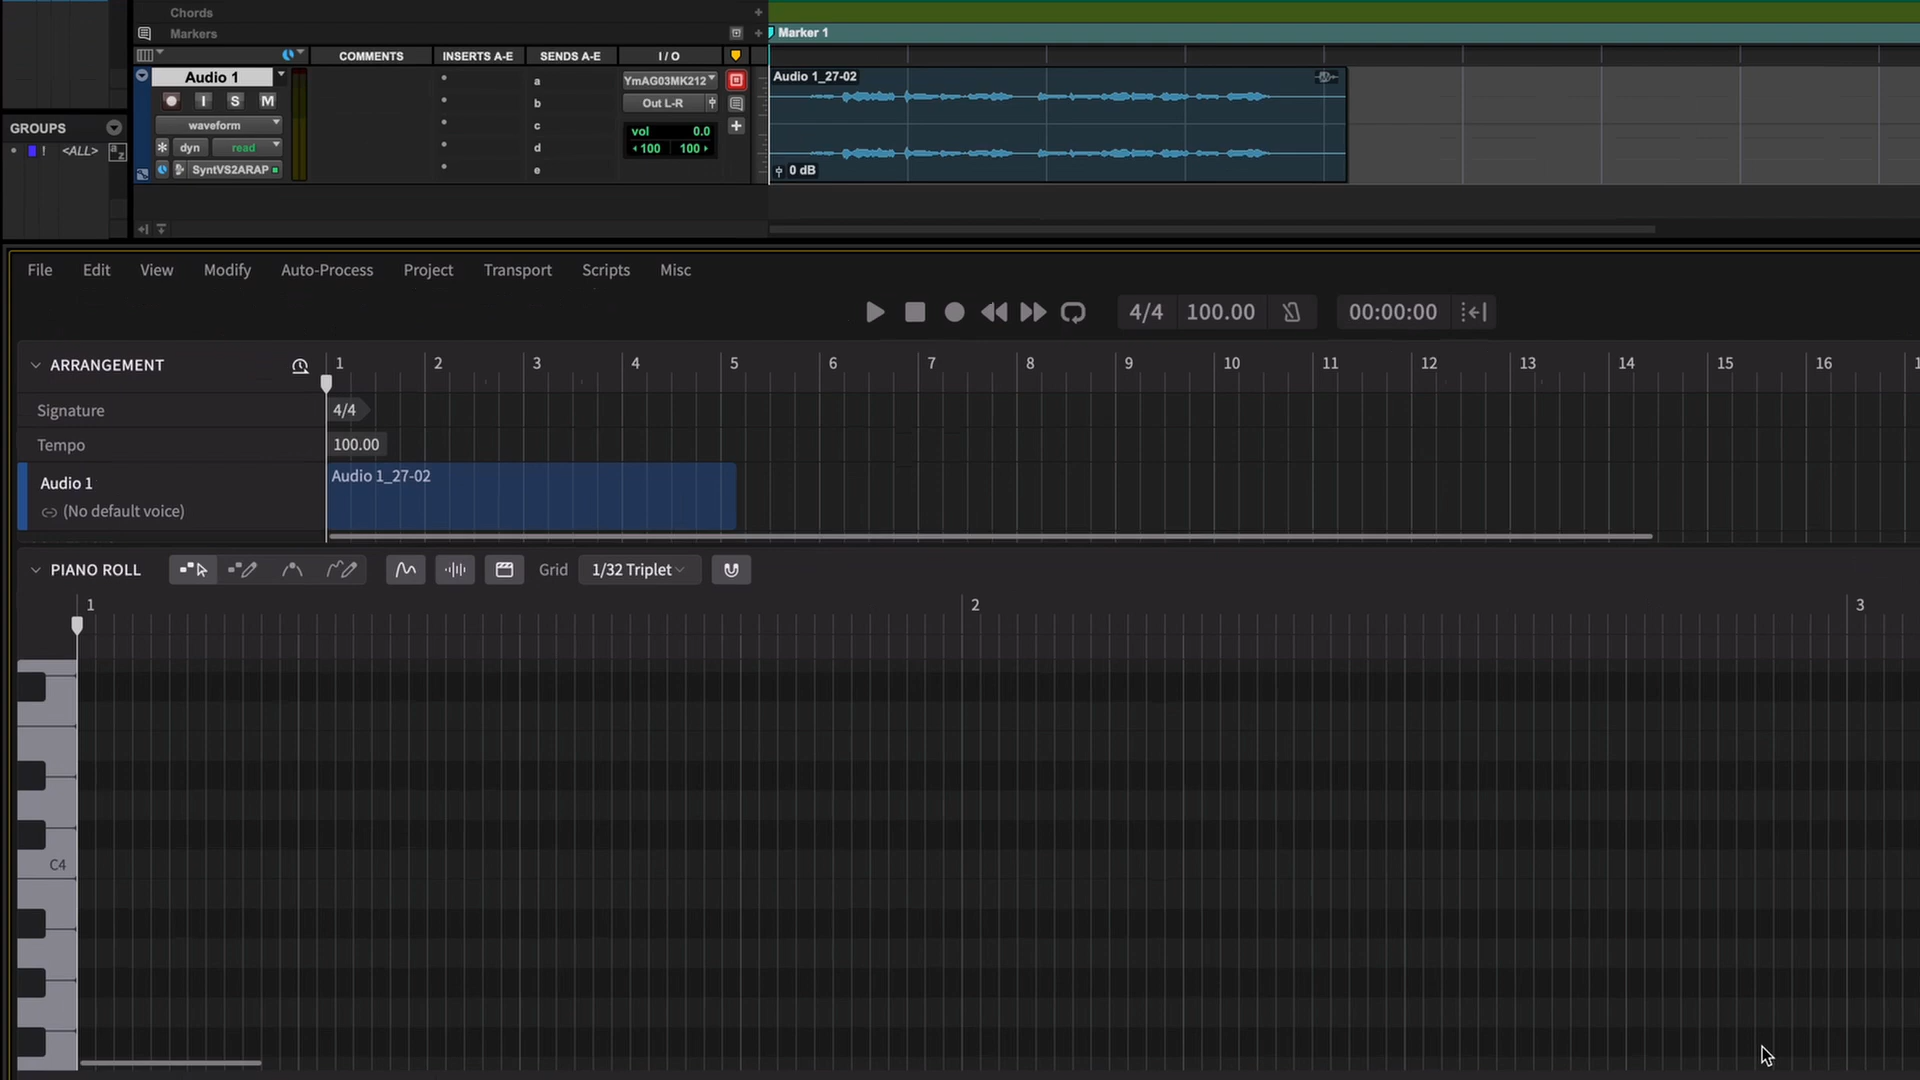 Chords
Markers
Marker 1
COMMENTS INSERTS A-E SENDS A-E I / O
Audio 1
I S M
waveform
dyn read
SyntVS2ARAP
a
b
c
d
e
YmAG03MK212
Out L-R
vol 0.0
100 100
Audio 1_27-02
0 dB
GROUPS
! <ALL> a z
File Edit View Modify Auto-Process Project Transport Scripts Misc
4/4 100.00 00:00:00
ARRANGEMENT 1 2 3 4 5 6 7 8 9 10 11 12 13 14 15 16
Signature 4/4
Tempo 100.00
Audio 1 Audio 1_27-02
(No default voice)
PIANO ROLL Grid 1/32 Triplet
1 2 3
C4